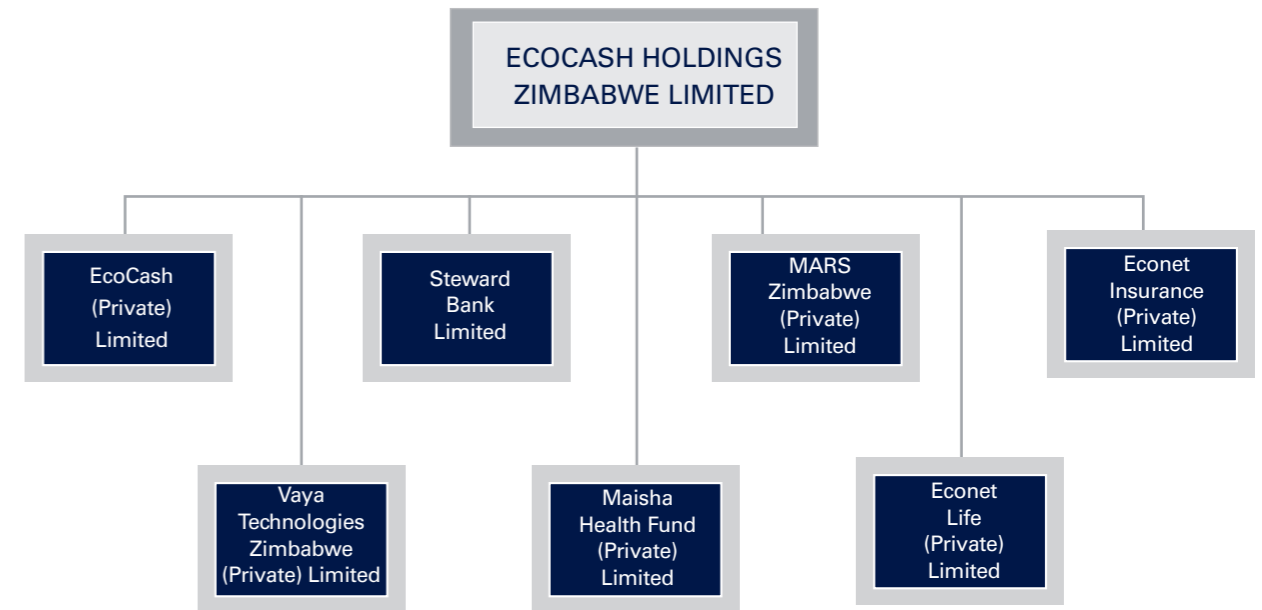 ECOCASH HOLDINGS
ZIMBABWE LIMITED
EcoCash
(Private)
Limited
Steward
Bank
Limited
MARS
Zimbabwe
(Private)
Limited
Econet
Insurance
(Private)
Limited
Vaya
Technologies
Zimbabwe
(Private) Limited
Maisha
Health Fund
(Private)
Limited
Econet
Life
(Private)
Limited